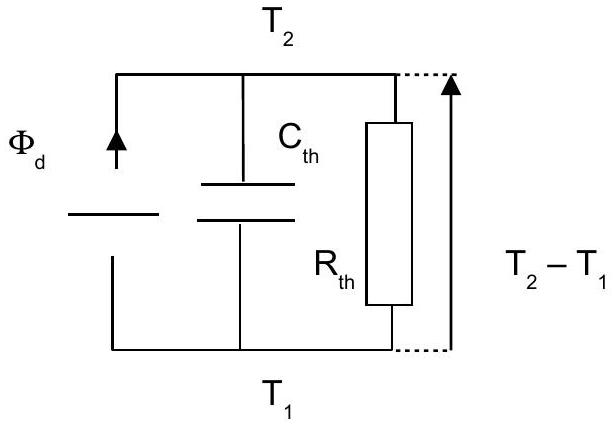 T₂
Φd
Cth
Rth
T₂ – T₁
T₁